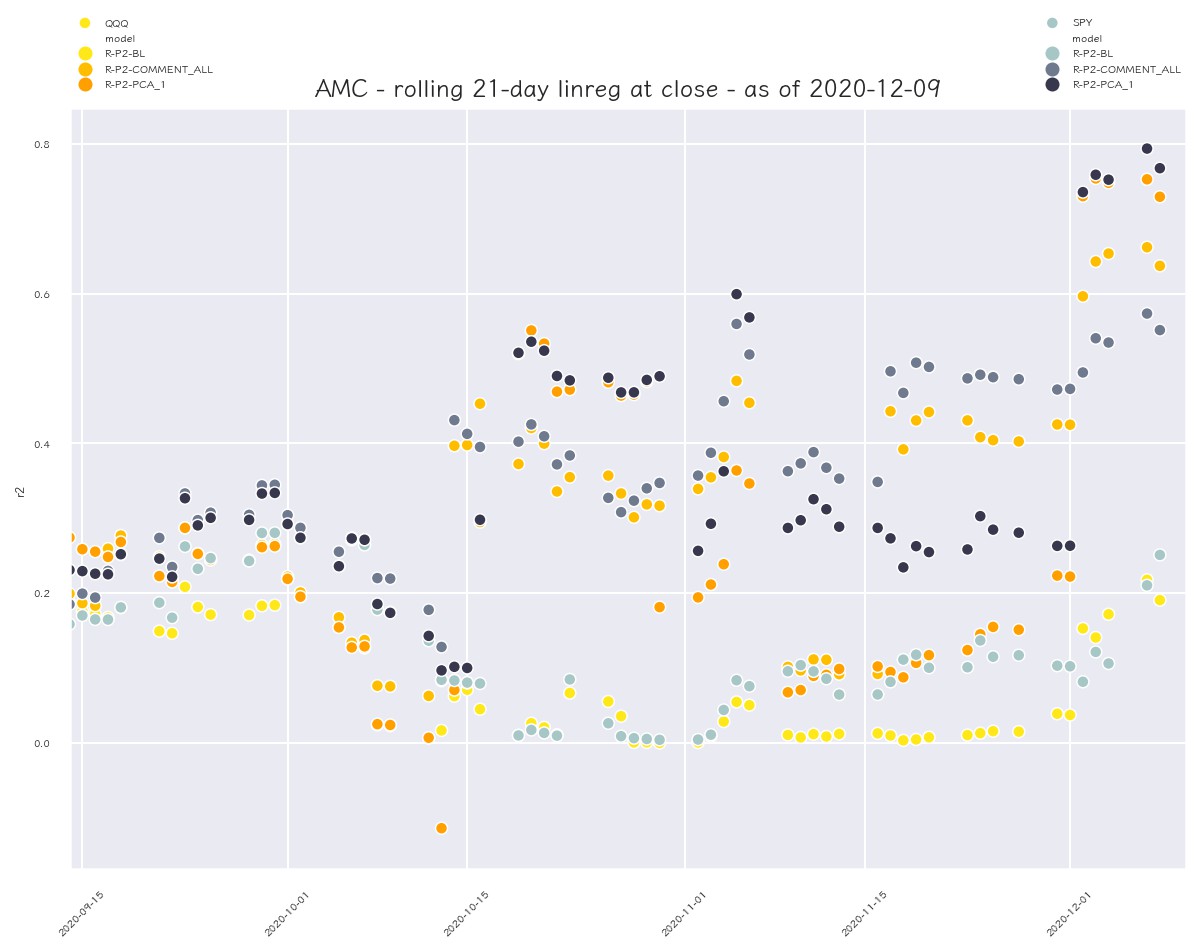 QQQ
model
R-P2-BL
R-P2-COMMENT_ALL
R-P2-PCA_1
SPY
model
R-P2-BL
R-P2-COMMENT_ALL
R-P2-PCA_1
AMC - rolling 21-day linreg at close - as of 2020-12-09
0.8
0.6
0.4
0.2
0.0
r2
2020-09-15
2020-10-01
2020-10-15
2020-11-01
2020-11-15
2020-12-01